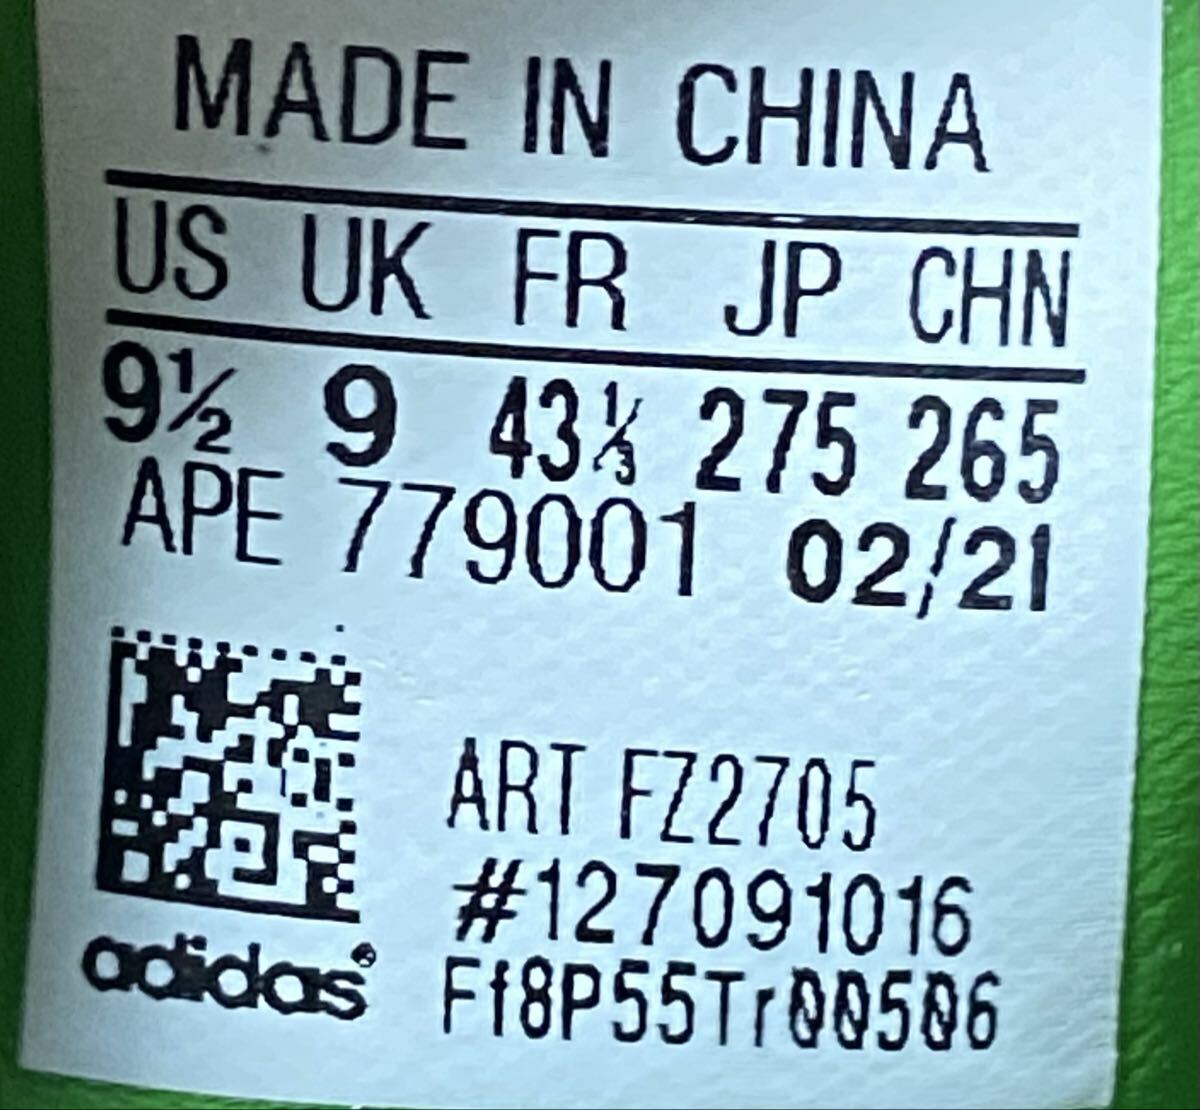 MADE IN CHINA
US UK FR JP CHN
9½ 9 43⅓ 275 265
APE 779001 02/21
ART FZ2705
#127091016
Ff8P55Tr00506
adidas®